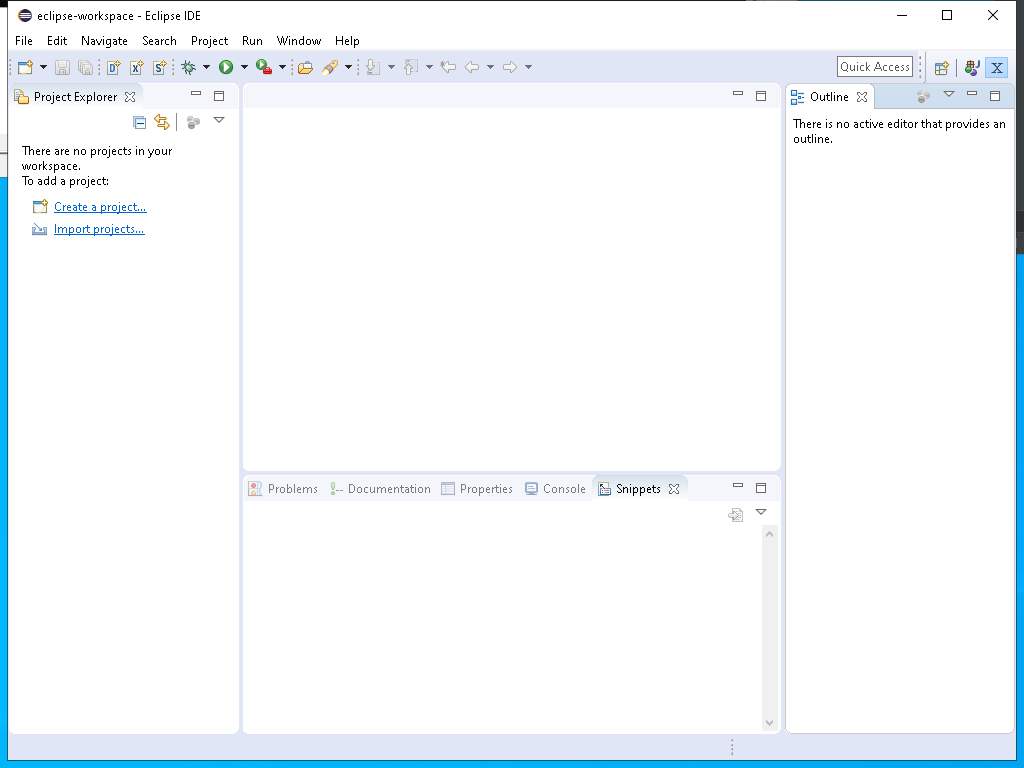 eclipse-workspace - Eclipse IDE
File Edit Navigate Search Project Run Window Help
Quick Access
Project Explorer
There are no projects in your
workspace.
To add a project:
Create a project...
Import projects...
Outline
There is no active editor that provides an
outline.
Problems Documentation Properties Console Snippets